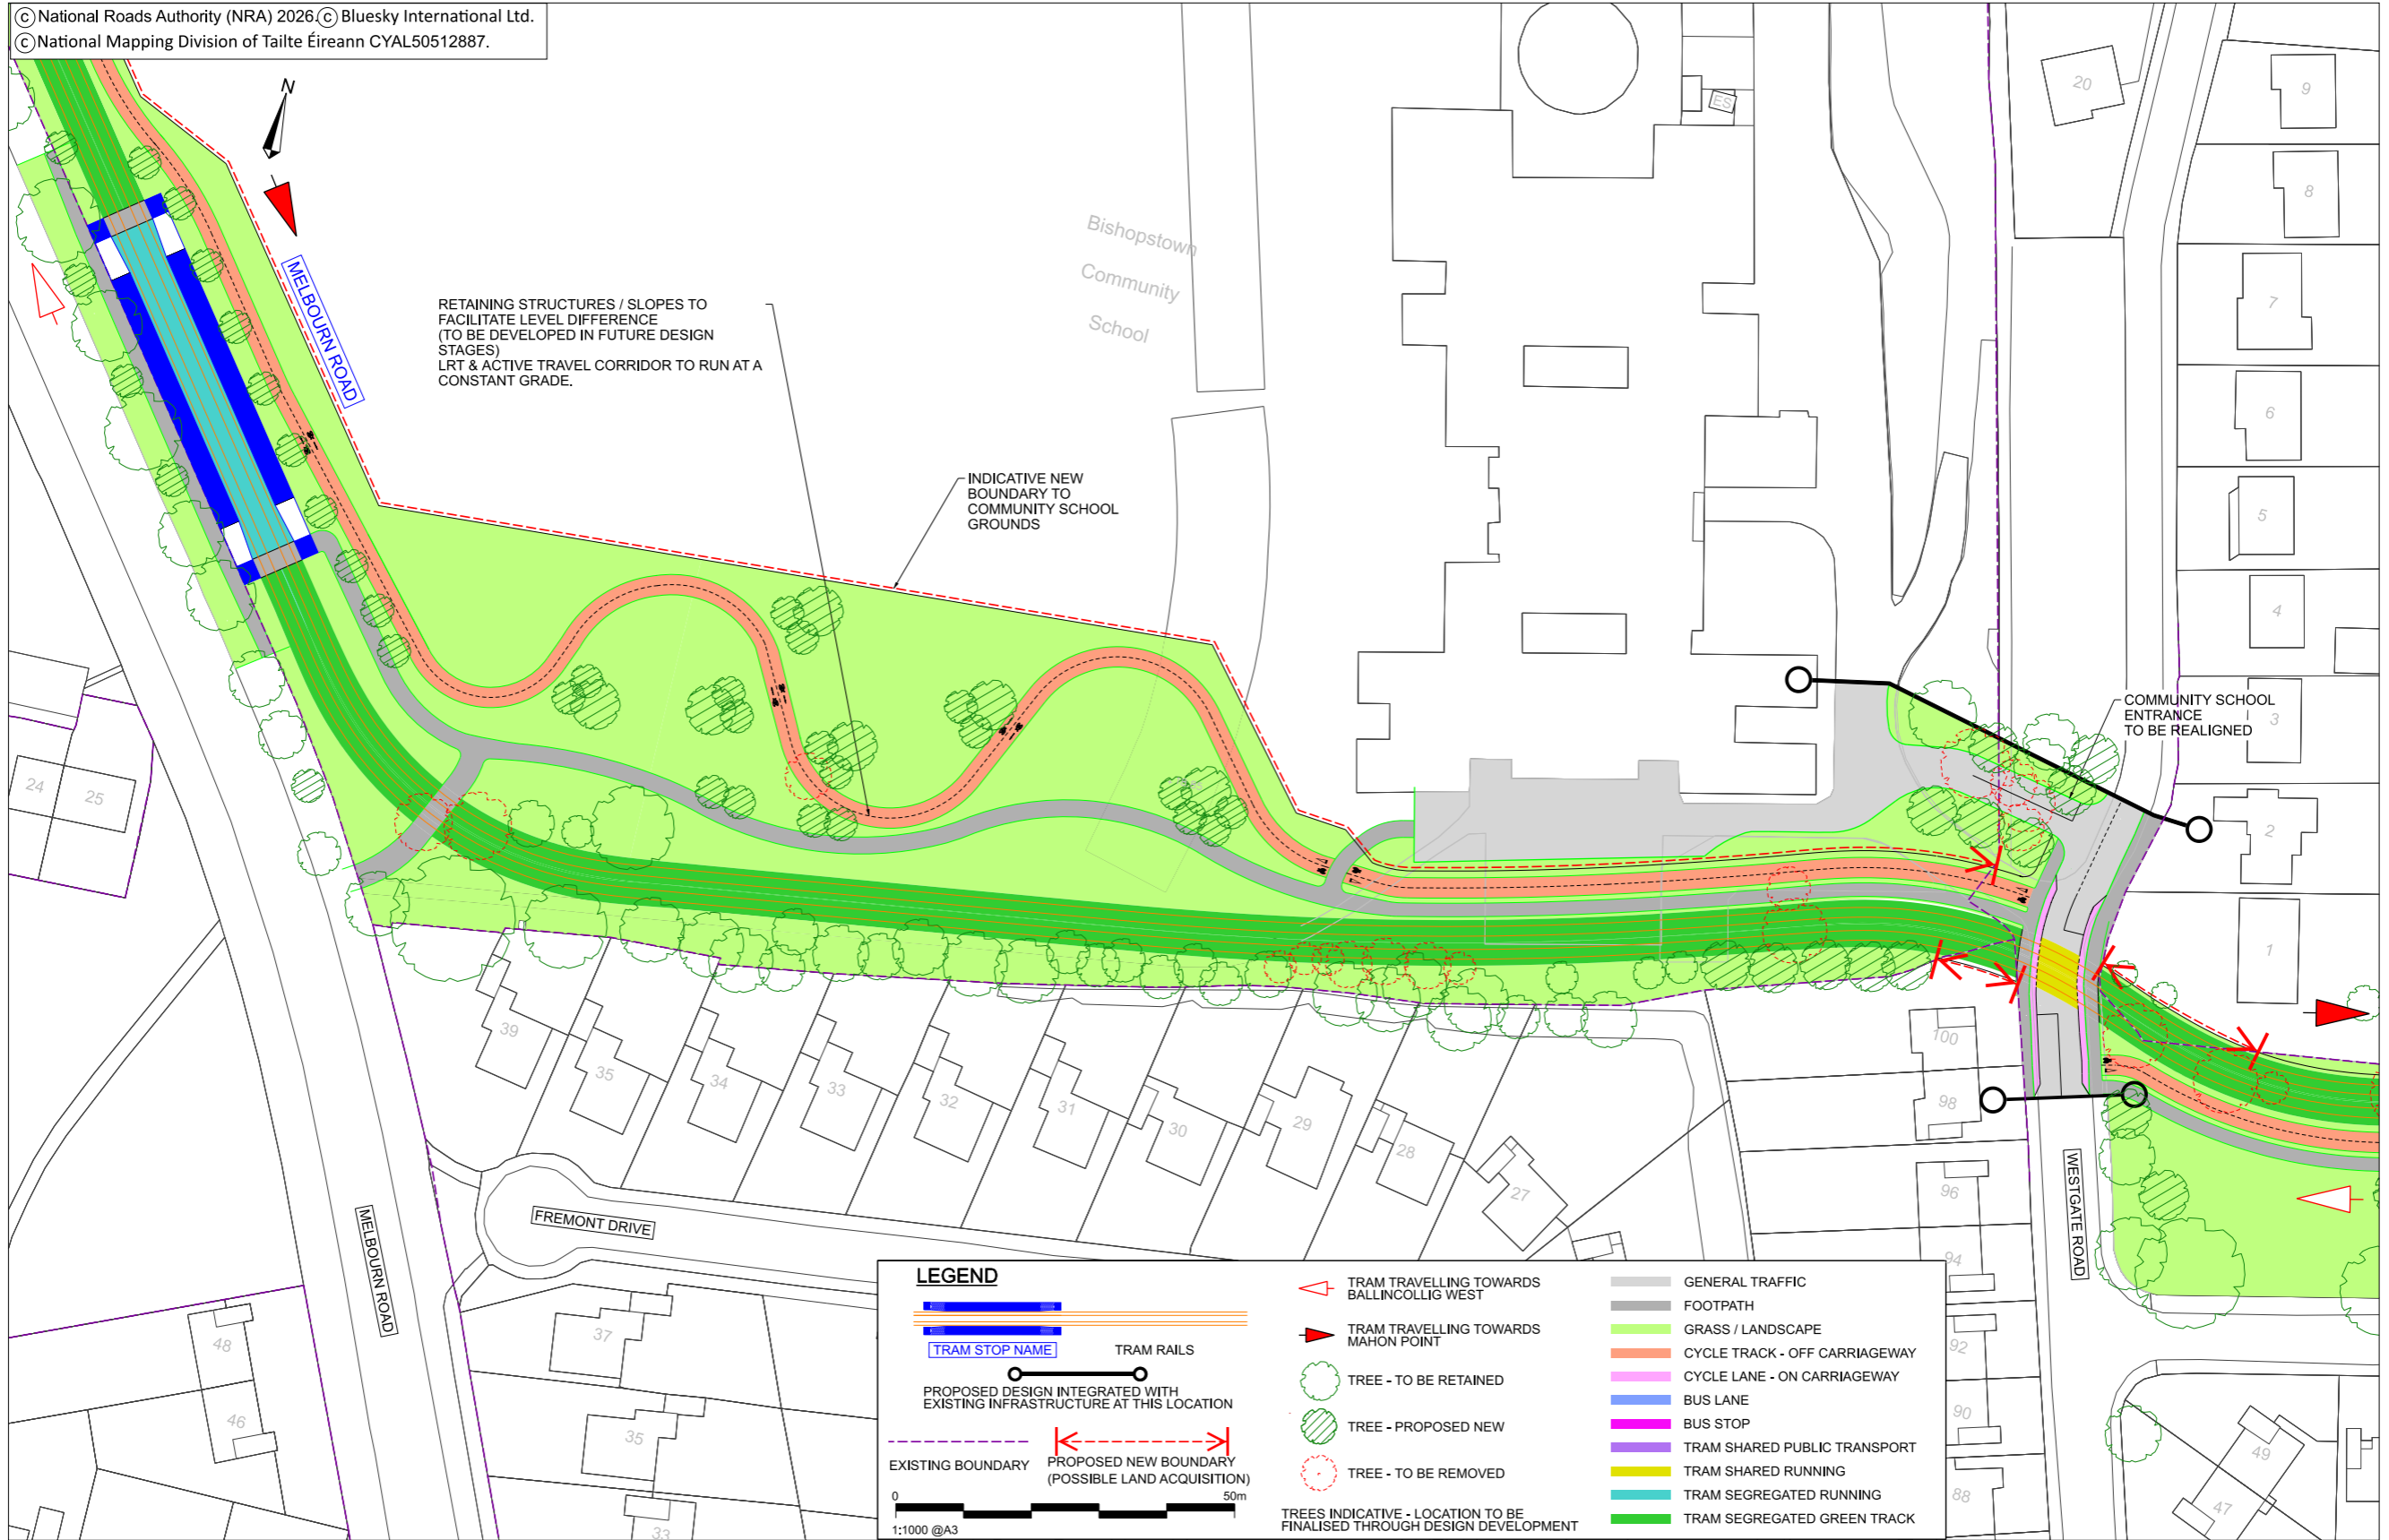 ©National Roads Authority (NRA) 2026.© Bluesky International Ltd.
©National Mapping Division of Tailte Éireann CYAL50512887.
N
MELBOURN ROAD
RETAINING STRUCTURES / SLOPES TO
FACILITATE LEVEL DIFFERENCE
(TO BE DEVELOPED IN FUTURE DESIGN
STAGES)
LRT & ACTIVE TRAVEL CORRIDOR TO RUN AT A
CONSTANT GRADE.
INDICATIVE NEW
BOUNDARY TO
COMMUNITY SCHOOL
GROUNDS
Bishopstown
Community
School
ES
20
9
8
7
6
5
4
3
COMMUNITY SCHOOL
ENTRANCE
TO BE REALIGNED
2
1
24
25
39
35
34
33
32
31
30
29
28
27
100
98
96
94
92
90
88
FREMONT DRIVE
MELBOURN ROAD
WESTGATE ROAD
48
46
37
35
33
49
47
LEGEND
TRAM STOP NAME
TRAM RAILS
PROPOSED DESIGN INTEGRATED WITH
EXISTING INFRASTRUCTURE AT THIS LOCATION
EXISTING BOUNDARY
PROPOSED NEW BOUNDARY
(POSSIBLE LAND ACQUISITION)
0
50m
1:1000 @A3
TRAM TRAVELLING TOWARDS
BALLINCOLLIG WEST
TRAM TRAVELLING TOWARDS
MAHON POINT
TREE - TO BE RETAINED
TREE - PROPOSED NEW
TREE - TO BE REMOVED
TREES INDICATIVE - LOCATION TO BE
FINALISED THROUGH DESIGN DEVELOPMENT
GENERAL TRAFFIC
FOOTPATH
GRASS / LANDSCAPE
CYCLE TRACK - OFF CARRIAGEWAY
CYCLE LANE - ON CARRIAGEWAY
BUS LANE
BUS STOP
TRAM SHARED PUBLIC TRANSPORT
TRAM SHARED RUNNING
TRAM SEGREGATED RUNNING
TRAM SEGREGATED GREEN TRACK